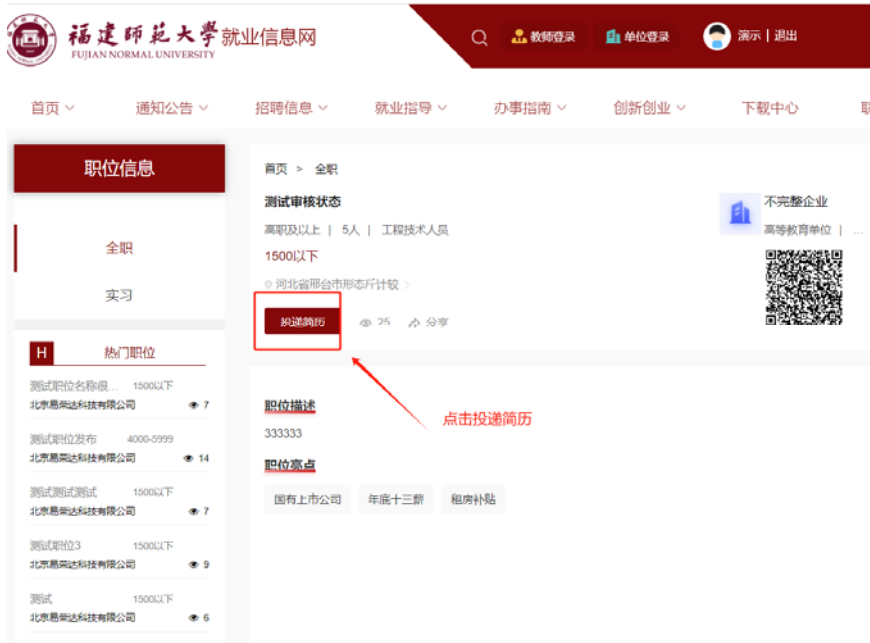 福建师范大学 就业信息网
FUJIAN NORMAL UNIVERSITY
教师登录 单位登录 演示 | 退出
首页 通知公告 招聘信息 就业指导 办事指南 创新创业 下载中心
职位信息
全职
实习
H 热门职位
测试职位名称很... 1500以下
北京易荣达科技有限公司 7
测试职位发布 4000-5999
北京易荣达科技有限公司 14
测试测试测试 1500以下
北京易荣达科技有限公司 7
测试职位3 1500以下
北京易荣达科技有限公司 9
测试 1500以下
北京易荣达科技有限公司 6
首页 > 全职
测试审核状态
高职及以上 | 5人 | 工程技术人员
1500以下
河北省邢台市形态斤计较 >
投递简历 25 分享
不完整企业
高等教育单位 | ...
点击投递简历
职位描述
333333
职位亮点
国有上市公司 年底十三薪 租房补贴